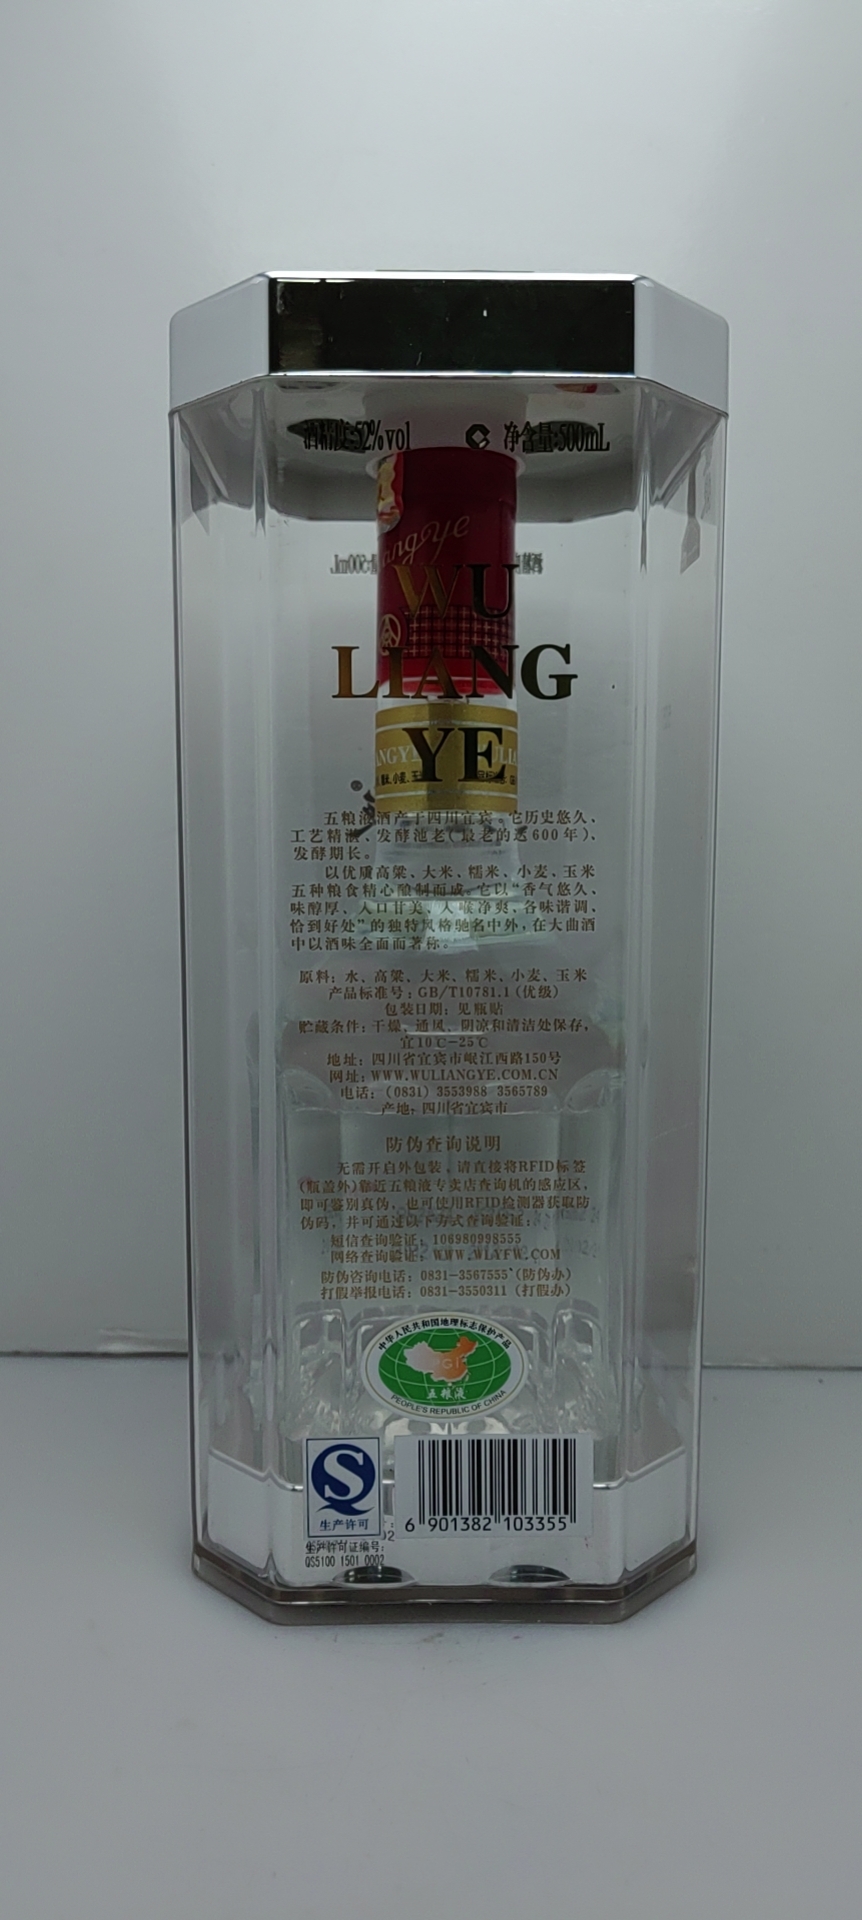 酒精度:52%vol 净含量:500mL
angye
WU
LIANG
YE
五粮液酒产于四川宜宾。它历史悠久、
工艺精湛、发酵池老(最老的达600年)、
发酵期长。
以优质高粱、大米、糯米、小麦、玉米
五种粮食精心酿制而成。它以“香气悠久、
味醇厚、入口甘美、入喉净爽、各味谐调,
恰到好处”的独特风格驰名中外,在大曲酒
中以酒味全面而著称。
原料: 水、高粱、大米、糯米、小麦、玉米
产品标准号: GB/T10781.1 (优级)
包装日期: 见瓶贴
贮藏条件: 干燥、通风、阴凉和清洁处保存,
宜10℃-25℃
地址: 四川省宜宾市岷江西路150号
网址: WWW.WULIANGYE.COM.CN
电话: (0831) 3553988 3565789
产地: 四川省宜宾市
防伪查询说明
无需开启外包装, 请直接将RFID标签
(瓶盖外)靠近五粮液专卖店查询机的感应区,
即可鉴别真伪, 也可使用RFID检测器获取防
伪码, 并可通过以下方式查询验证:
短信查询验证: 106980998555
网络查询验证: WWW.WLYFW.COM
防伪咨询电话: 0831-3567555 (防伪办)
打假举报电话: 0831-3550311 (打假办)
中华人民共和国地理标志保护产品
GI
五粮液
PEOPLE'S REPUBLIC OF CHINA
S
生产许可
6 901382 103355
生产许可证编号:
QS5100 1501 0002